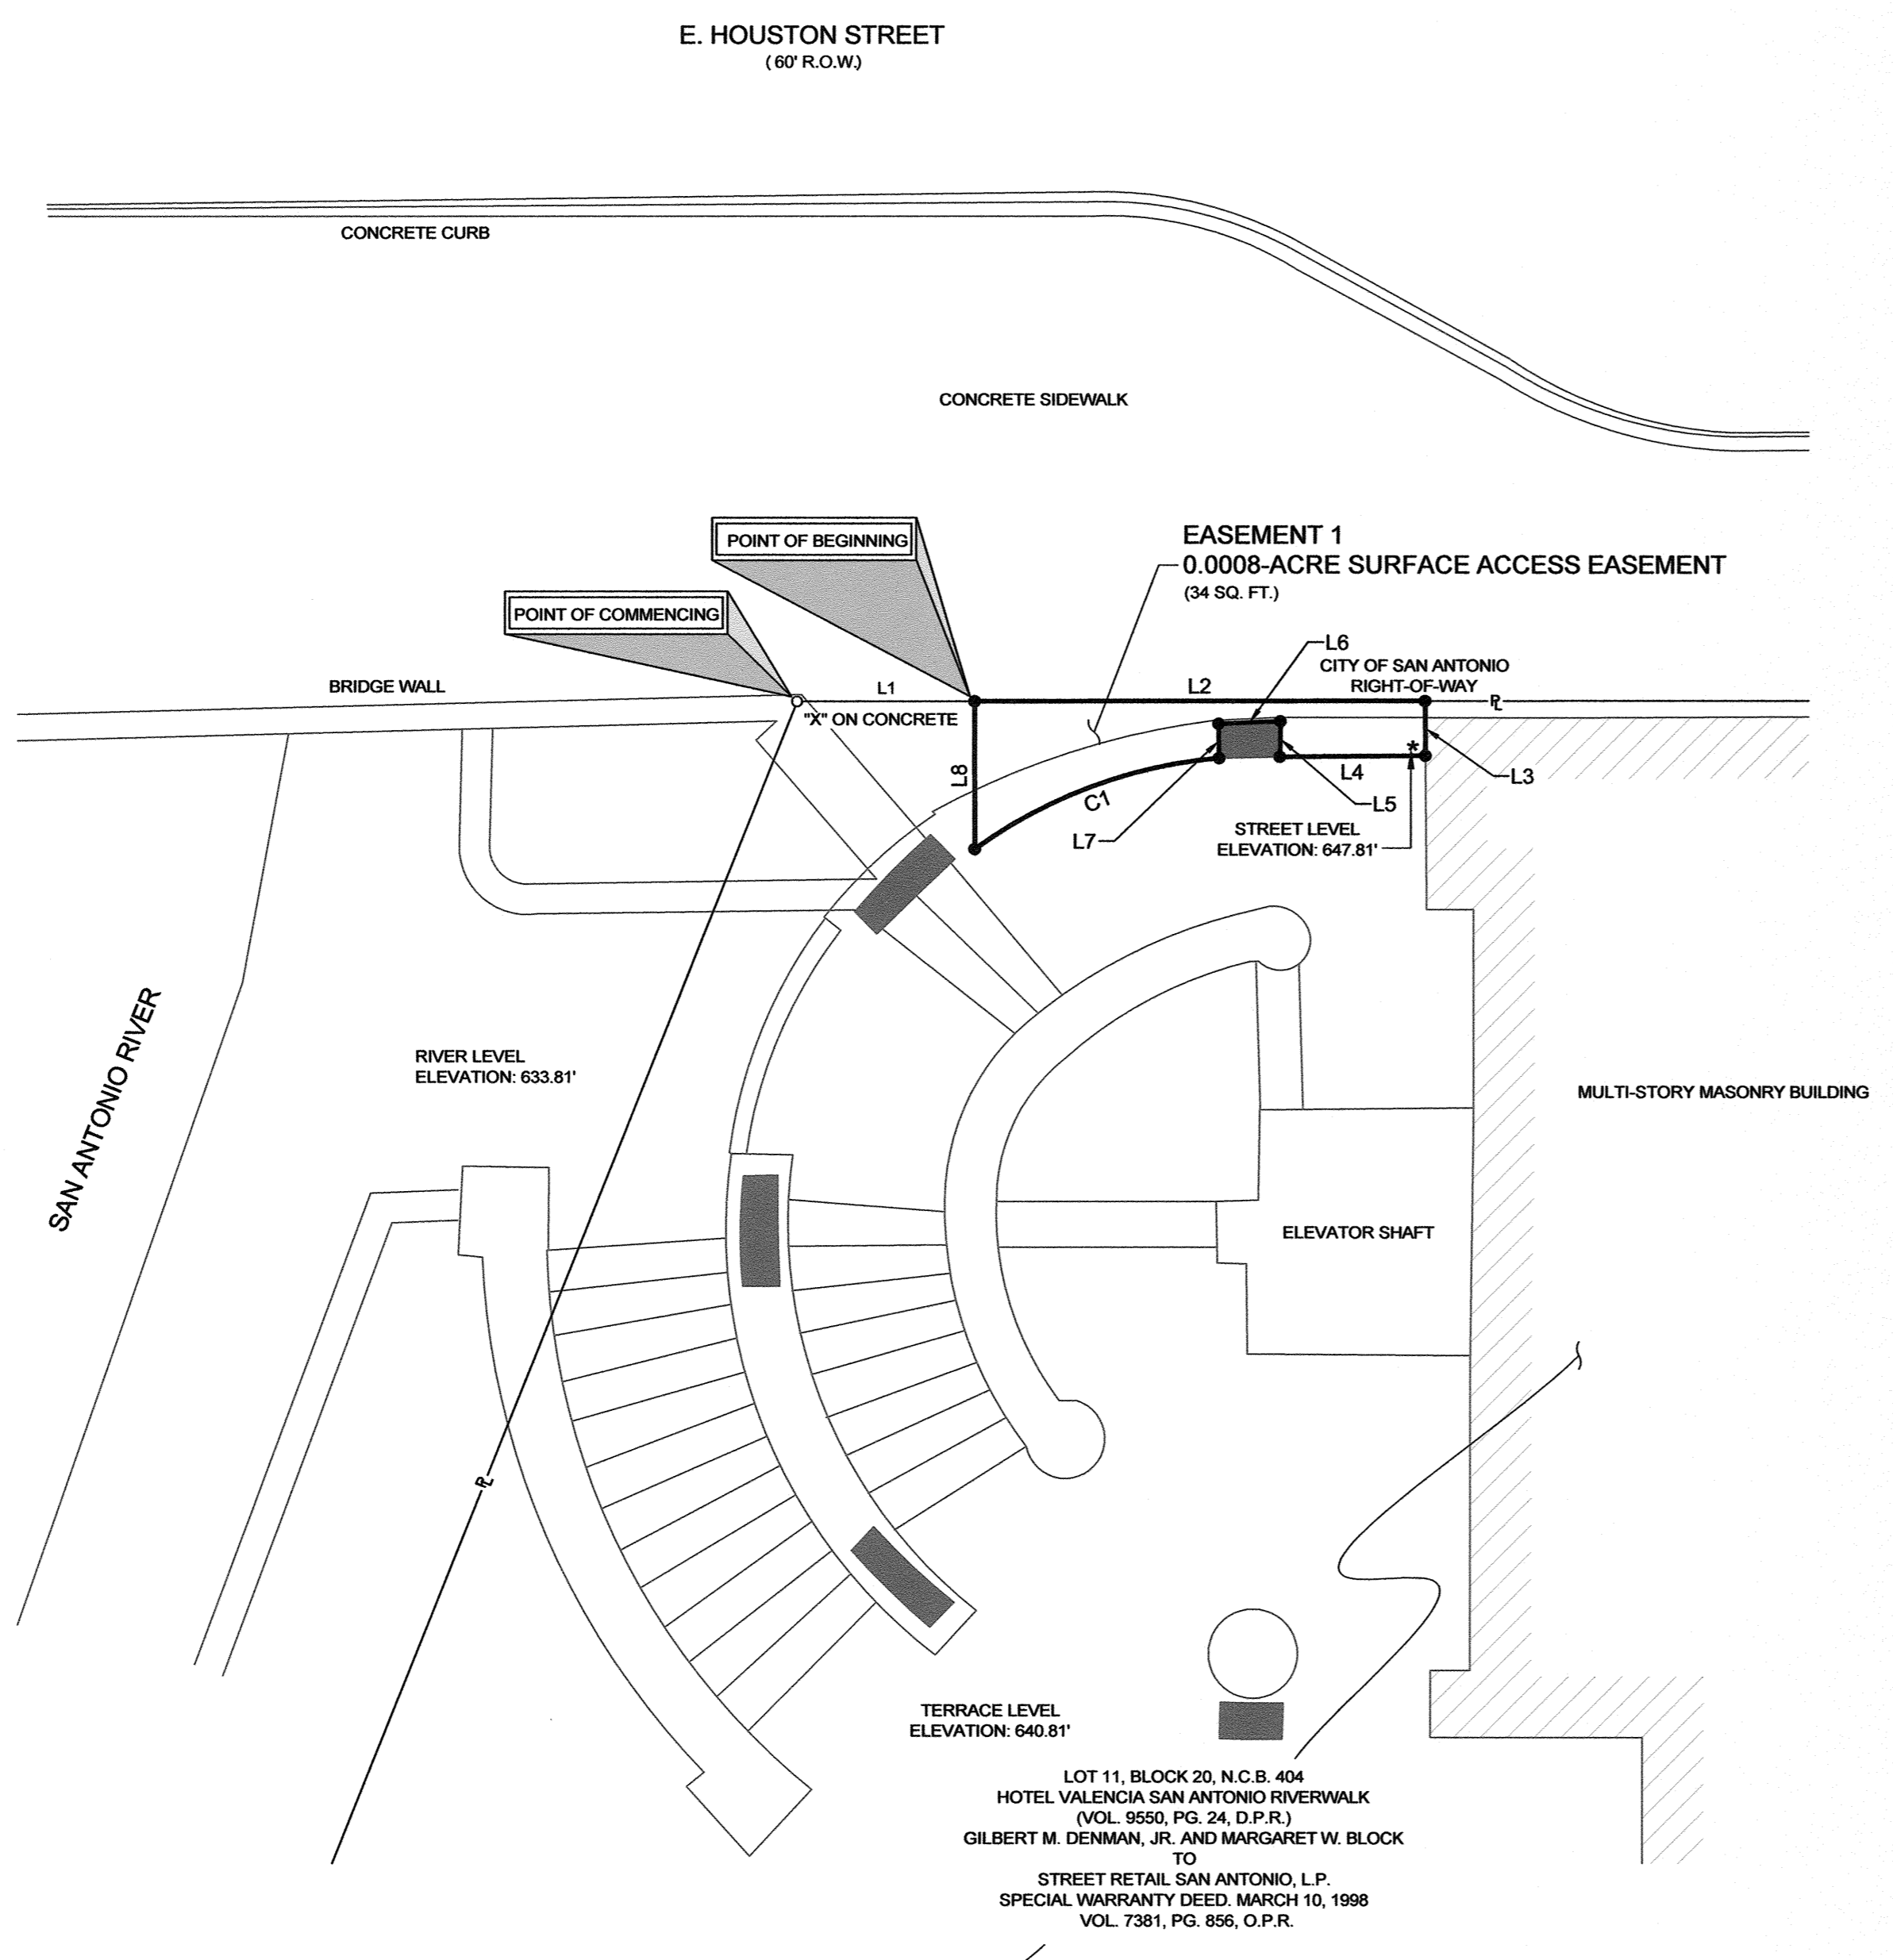 E. HOUSTON STREET
( 60' R.O.W.)
CONCRETE CURB
CONCRETE SIDEWALK
POINT OF BEGINNING
EASEMENT 1
0.0008-ACRE SURFACE ACCESS EASEMENT
(34 SQ. FT.)
POINT OF COMMENCING
L6
CITY OF SAN ANTONIO
RIGHT-OF-WAY
BRIDGE WALL
L1
L2
PL
"X" ON CONCRETE
*
L8
L4
L3
C1
L5
L7
STREET LEVEL
ELEVATION: 647.81'
SAN ANTONIO RIVER
RIVER LEVEL
ELEVATION: 633.81'
MULTI-STORY MASONRY BUILDING
ELEVATOR SHAFT
PL
TERRACE LEVEL
ELEVATION: 640.81'
LOT 11, BLOCK 20, N.C.B. 404
HOTEL VALENCIA SAN ANTONIO RIVERWALK
(VOL. 9550, PG. 24, D.P.R.)
GILBERT M. DENMAN, JR. AND MARGARET W. BLOCK
TO
STREET RETAIL SAN ANTONIO, L.P.
SPECIAL WARRANTY DEED. MARCH 10, 1998
VOL. 7381, PG. 856, O.P.R.